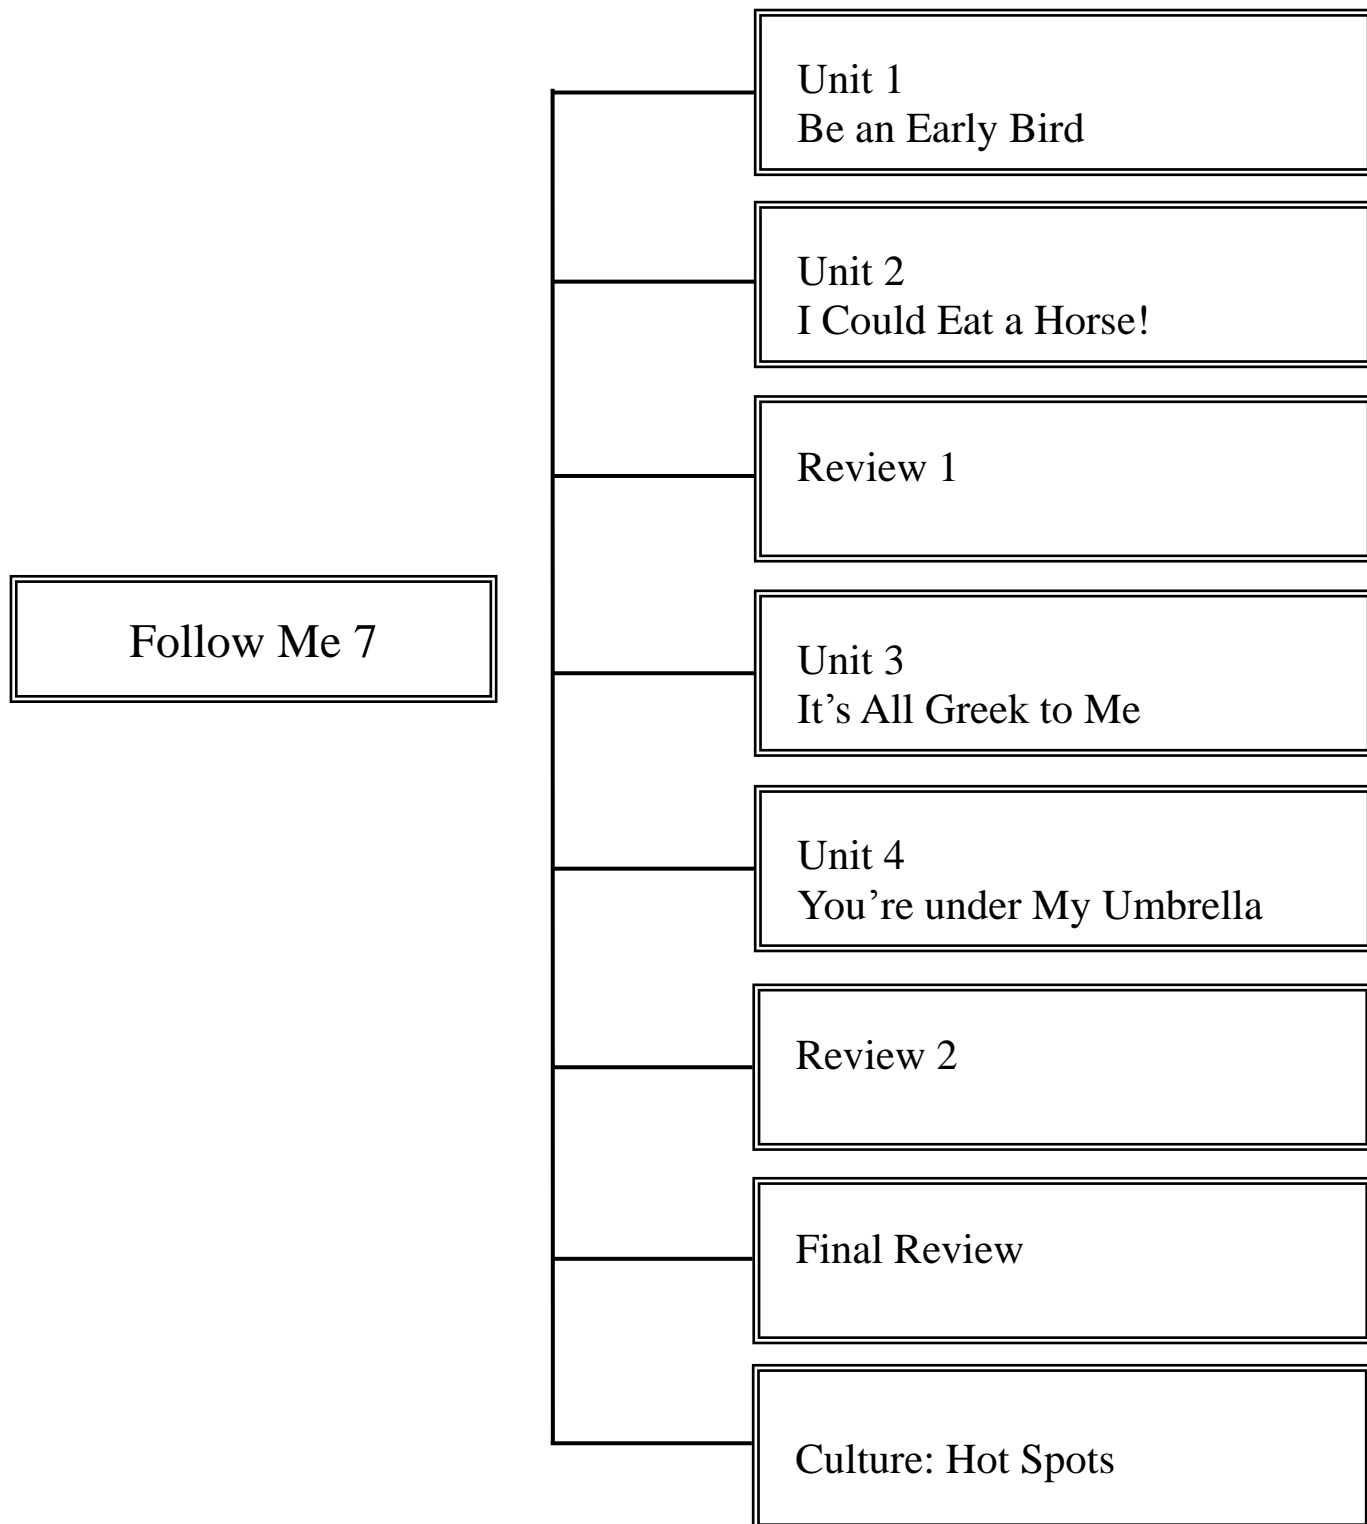 Follow Me 7
Unit 1
Be an Early Bird
Unit 2
I Could Eat a Horse!
Review 1
Unit 3
It’s All Greek to Me
Unit 4
You’re under My Umbrella
Review 2
Final Review
Culture: Hot Spots